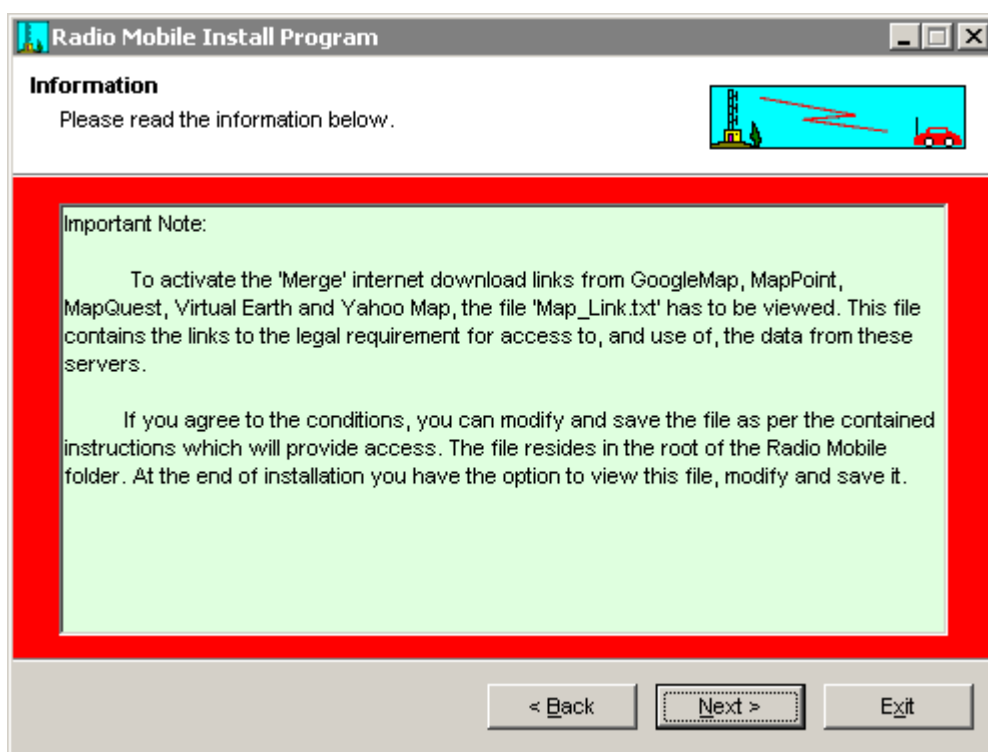 Radio Mobile Install Program
Information
Please read the information below.
Important Note:
To activate the 'Merge' internet download links from GoogleMap, MapPoint,
MapQuest, Virtual Earth and Yahoo Map, the file 'Map_Link.txt' has to be viewed. This file
contains the links to the legal requirement for access to, and use of, the data from these
servers.
If you agree to the conditions, you can modify and save the file as per the contained
instructions which will provide access. The file resides in the root of the Radio Mobile
folder. At the end of installation you have the option to view this file, modify and save it.
< Back
Next >
Exit